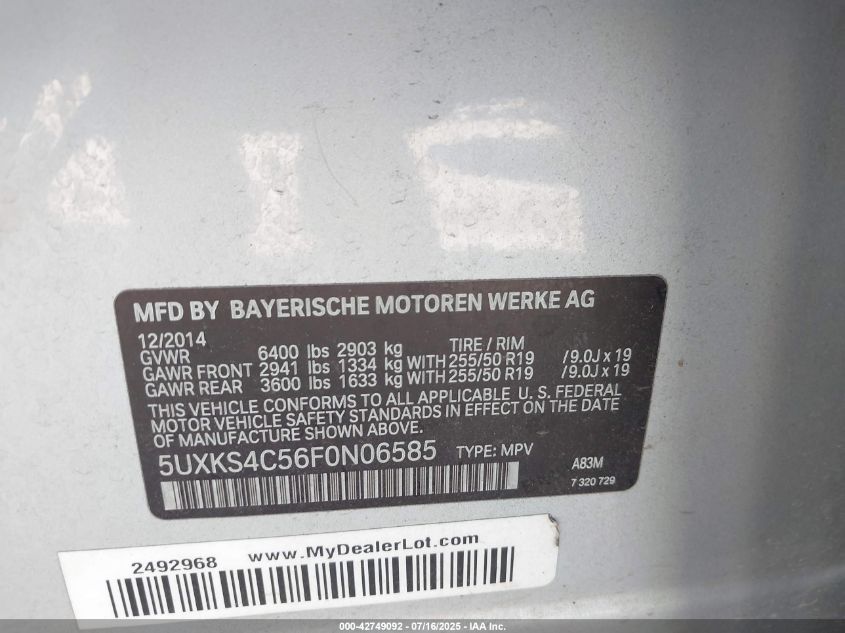 MFD BY BAYERISCHE MOTOREN WERKE AG
12/2014
GVWR 6400 lbs 2903 kg TIRE / RIM
GAWR FRONT 2941 lbs 1334 kg WITH 255/50 R19 /9.0J x 19
GAWR REAR 3600 lbs 1633 kg WITH 255/50 R19 /9.0J x 19
THIS VEHICLE CONFORMS TO ALL APPLICABLE U. S. FEDERAL
MOTOR VEHICLE SAFETY STANDARDS IN EFFECT ON THE DATE
OF MANUFACTURE SHOWN ABOVE.
5UXKS4C56F0N06585 TYPE: MPV A83M
7 320 729
2492968 www.MyDealerLot.com
000-42749092 - 07/16/2025 - IAA Inc.